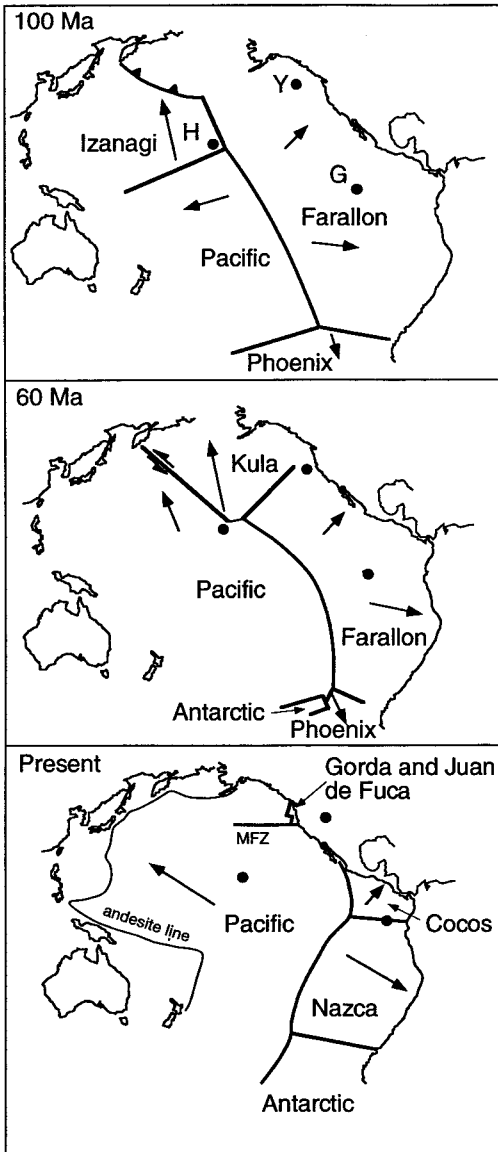 100 Ma
Y
Izanagi
H
G
Farallon
Pacific
Phoenix
60 Ma
Kula
Pacific
Farallon
Antarctic
Phoenix
Present
Gorda and Juan
de Fuca
MFZ
andesite line
Pacific
Cocos
Nazca
Antarctic